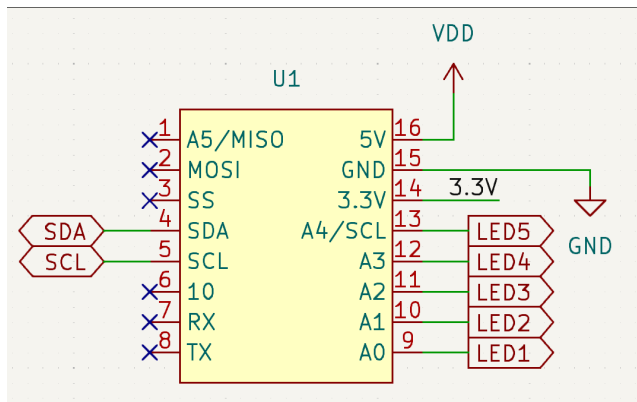 VDD
U1
1 A5/MISO 5V 16
2 MOSI GND 15
3 SS 3.3V 14 3.3V
SDA 4 SDA A4/SCL 13 LED5
GND
SCL 5 SCL A3 12 LED4
6 10 A2 11 LED3
7 RX A1 10 LED2
8 TX A0 9 LED1